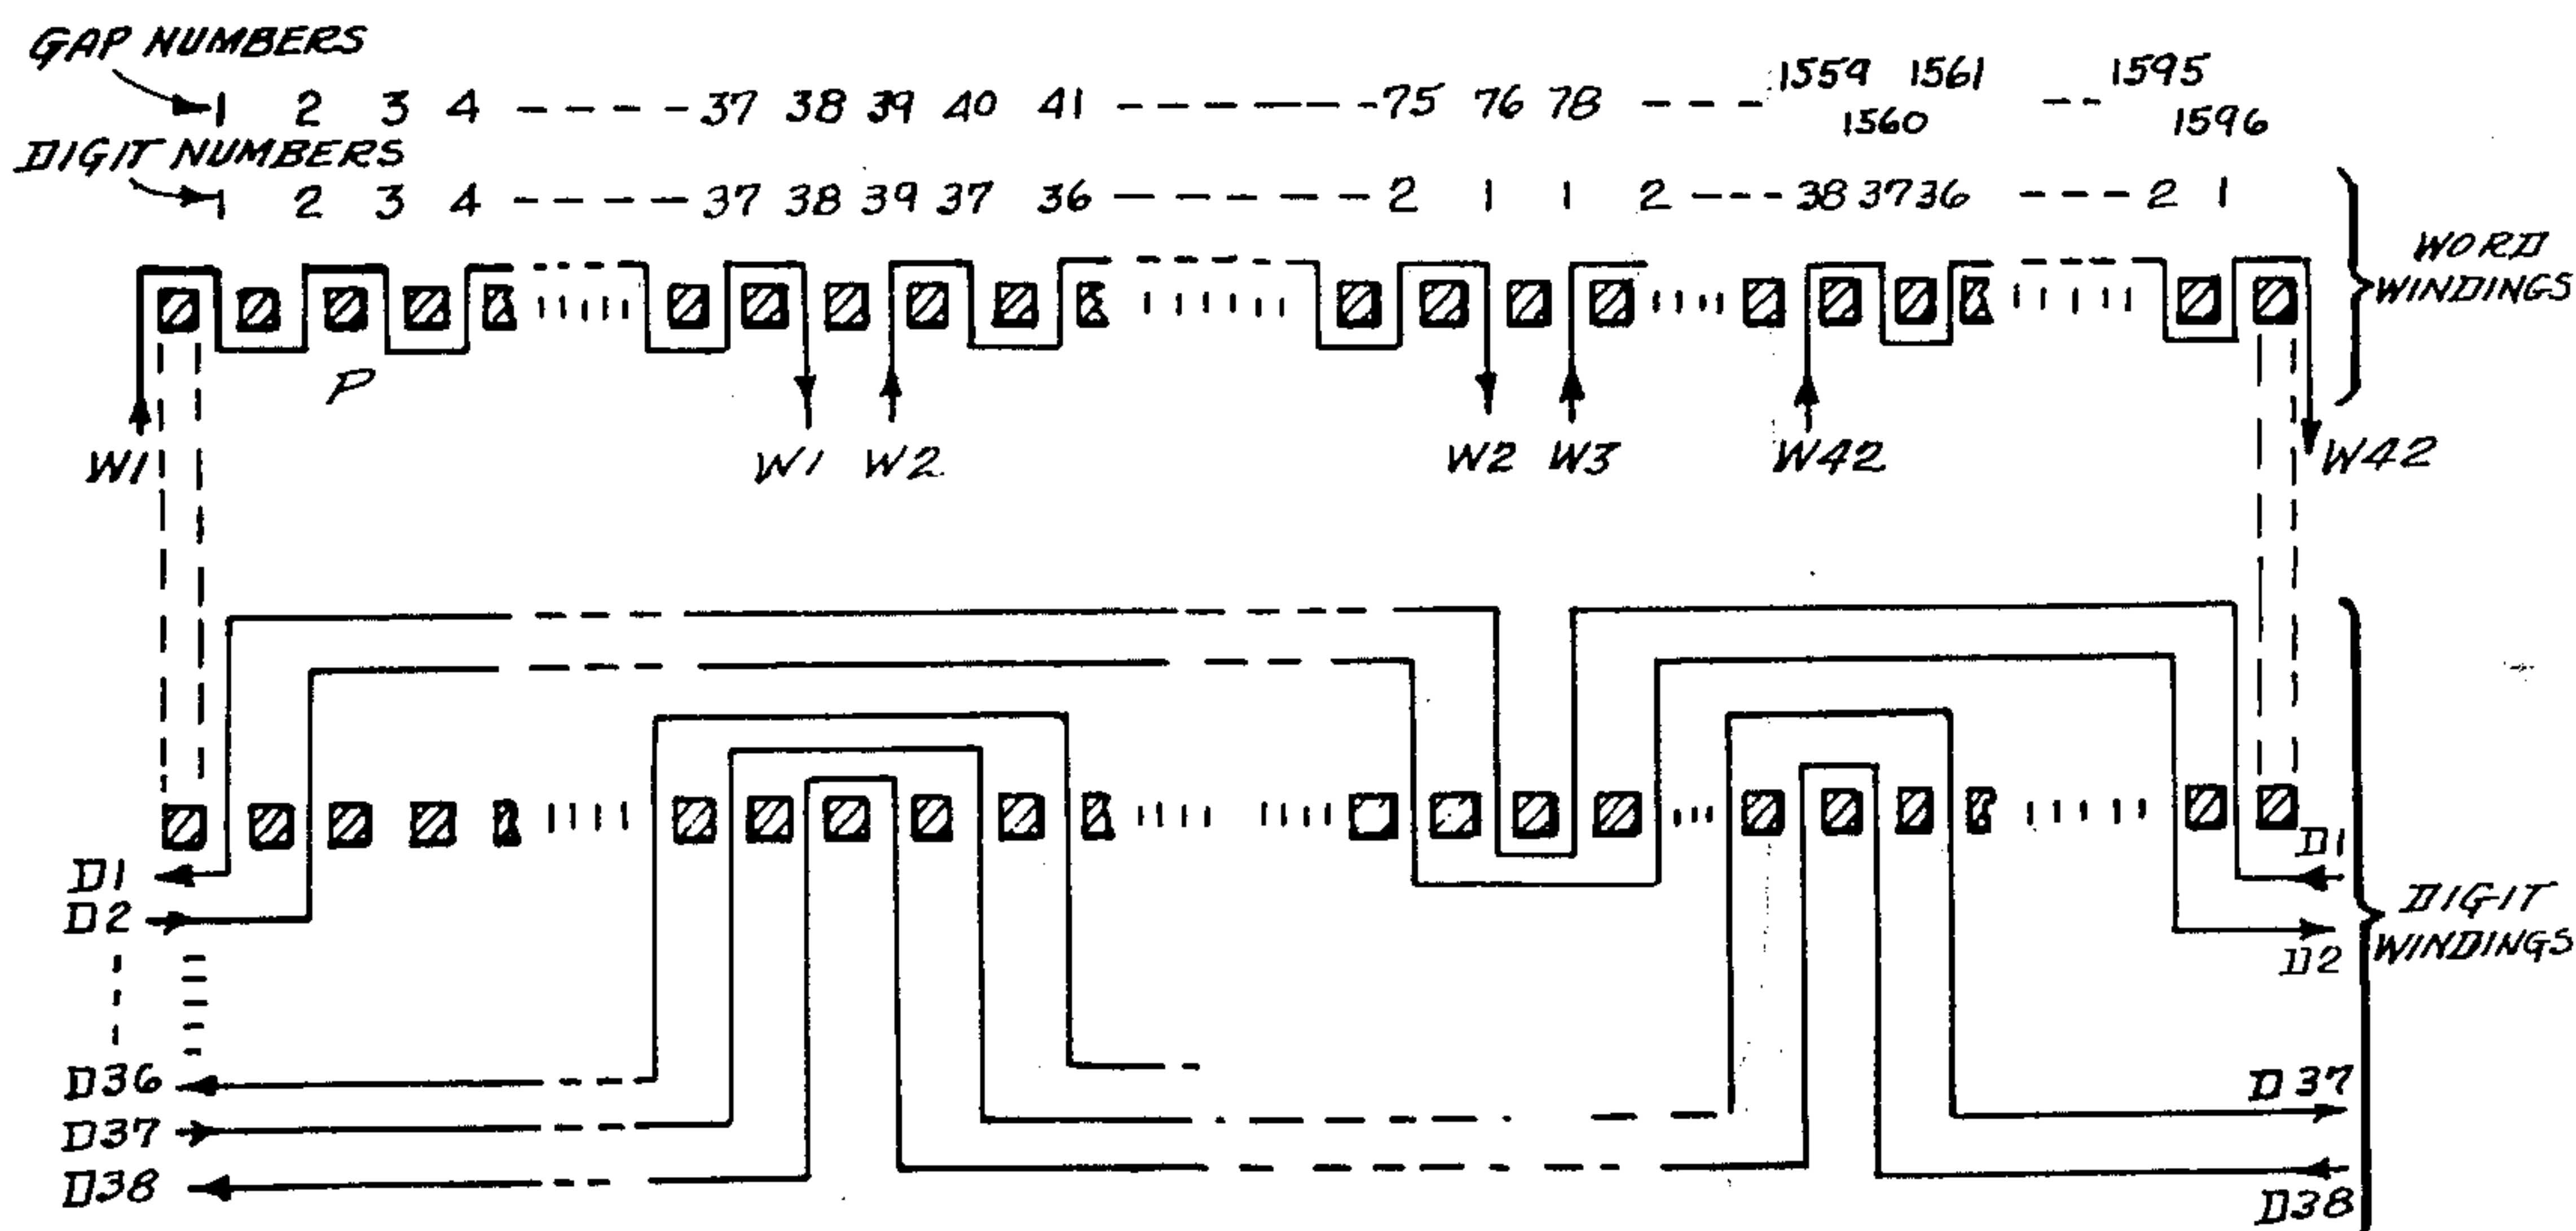 GAP NUMBERS
1 2 3 4 ---- 37 38 39 40 41 ------- 75 76 78 --- 1559 1560 1561 -- 1595 1596
DIGIT NUMBERS
1 2 3 4 ----- 37 38 39 37 36 ------ 2 1 1 2 --- 38 37 36 --- 2 1
WORD
WINDINGS
P
W1 W1 W2 W2 W3 W42 W42
D1 D1
D2 D2
DIGIT
WINDINGS
D36 D37
D37
D38 D38